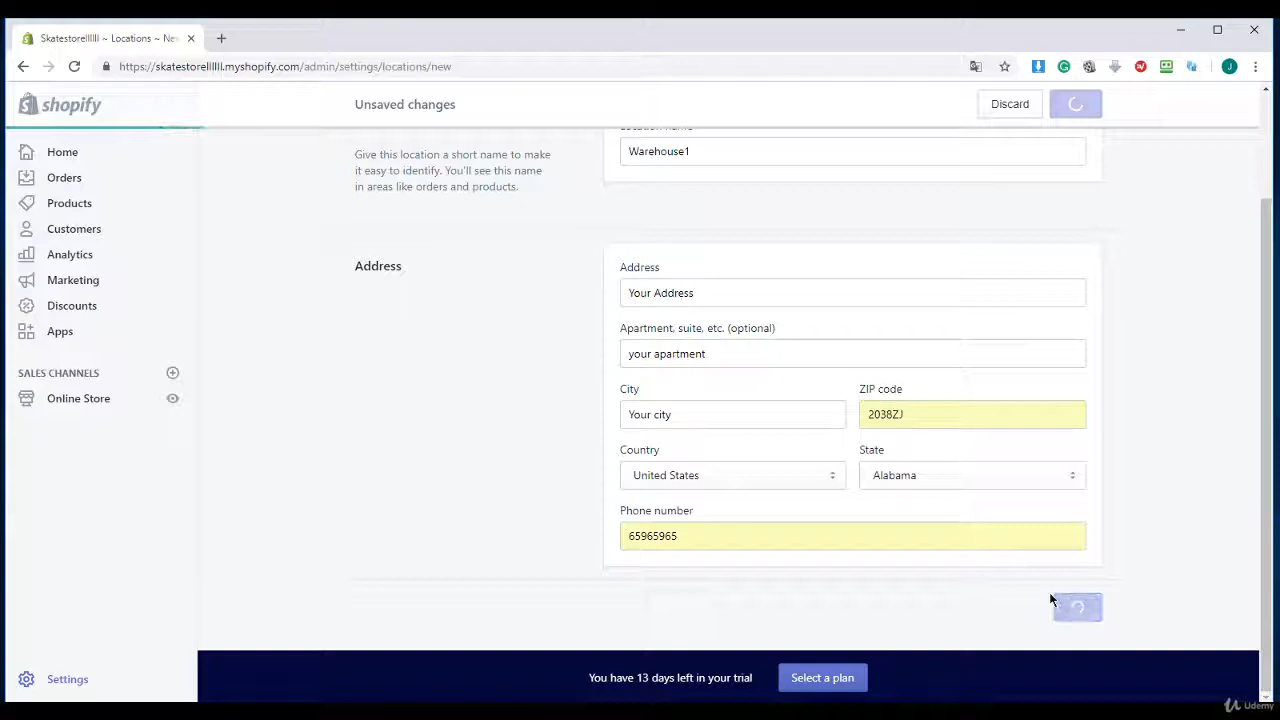 Skatestorellllll ~ Locations ~ Ne
https://skatestorellllll.myshopify.com/admin/settings/locations/new
J
shopify
Unsaved changes
Discard
Home
Orders
Products
Customers
Analytics
Marketing
Discounts
Apps
SALES CHANNELS
Online Store
Settings
Location name
Warehouse1
Give this location a short name to make
it easy to identify. You'll see this name
in areas like orders and products.
Address
Address
Your Address
Apartment, suite, etc. (optional)
your apartment
City
ZIP code
Your city
2038ZJ
Country
State
United States
Alabama
Phone number
65965965
You have 13 days left in your trial
Select a plan
Udemy